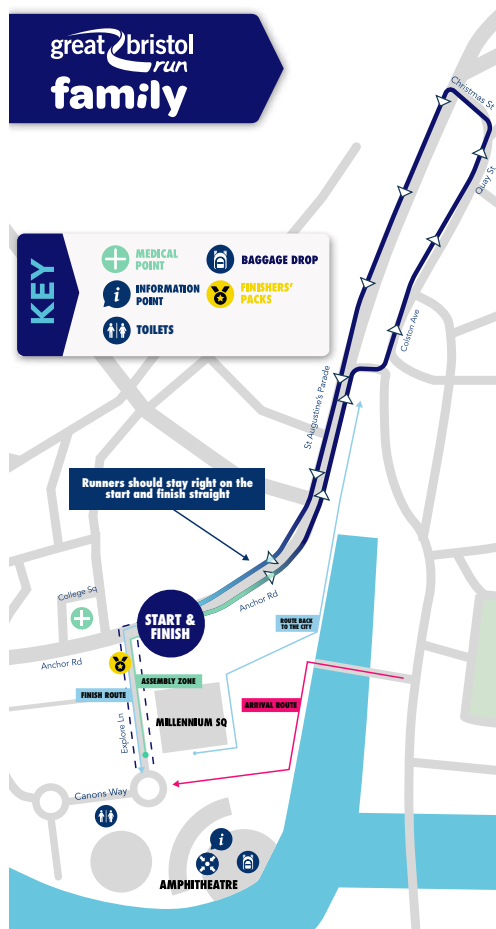 great bristol
run
family
Christmas St
Quay St
KEY
MEDICAL
POINT
BAGGAGE DROP
INFORMATION
POINT
FINISHERS'
PACKS
TOILETS
Colston Ave
St Augustine's Parade
Runners should stay right on the
start and finish straight
College Sq
Anchor Rd
START &
FINISH
ROUTE BACK
TO THE CITY
Anchor Rd
ASSEMBLY ZONE
FINISH ROUTE
ARRIVAL ROUTE
MILLENNIUM SQ
Explore Ln
Canons Way
AMPHITHEATRE